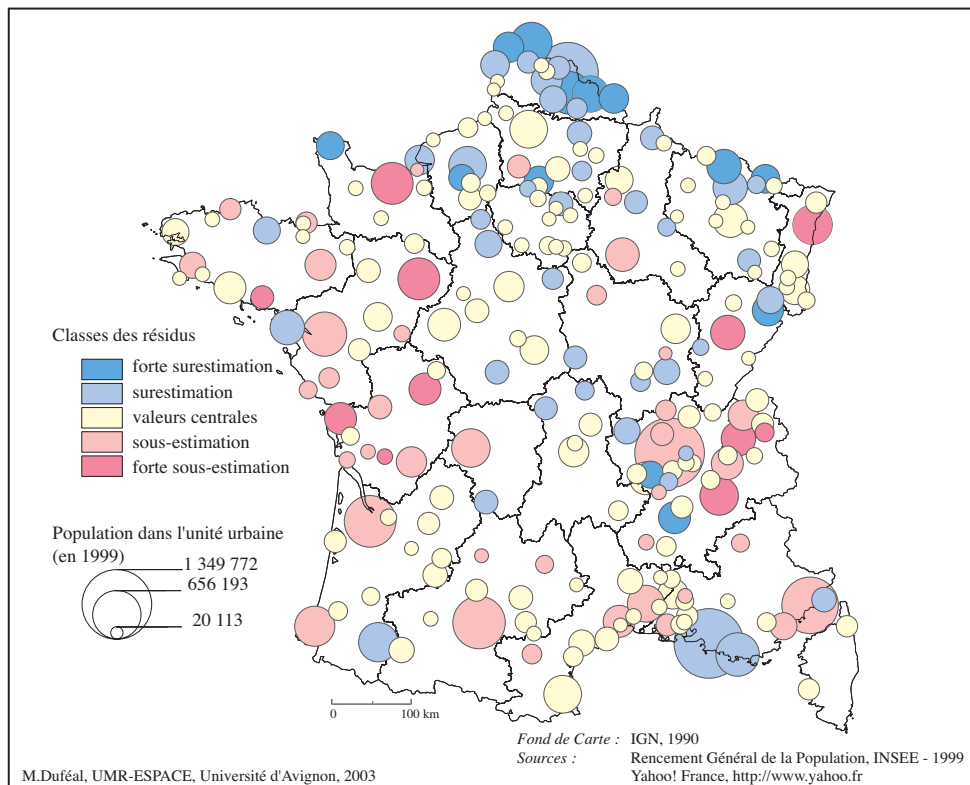 Classes des résidus
forte surestimation
surestimation
valeurs centrales
sous-estimation
forte sous-estimation
Population dans l'unité urbaine
(en 1999)
1 349 772
656 193
20 113
0 100 km
Fond de Carte : IGN, 1990
Sources : Rencement Général de la Population, INSEE - 1999
Yahoo! France, http://www.yahoo.fr
M.Duféal, UMR-ESPACE, Université d'Avignon, 2003